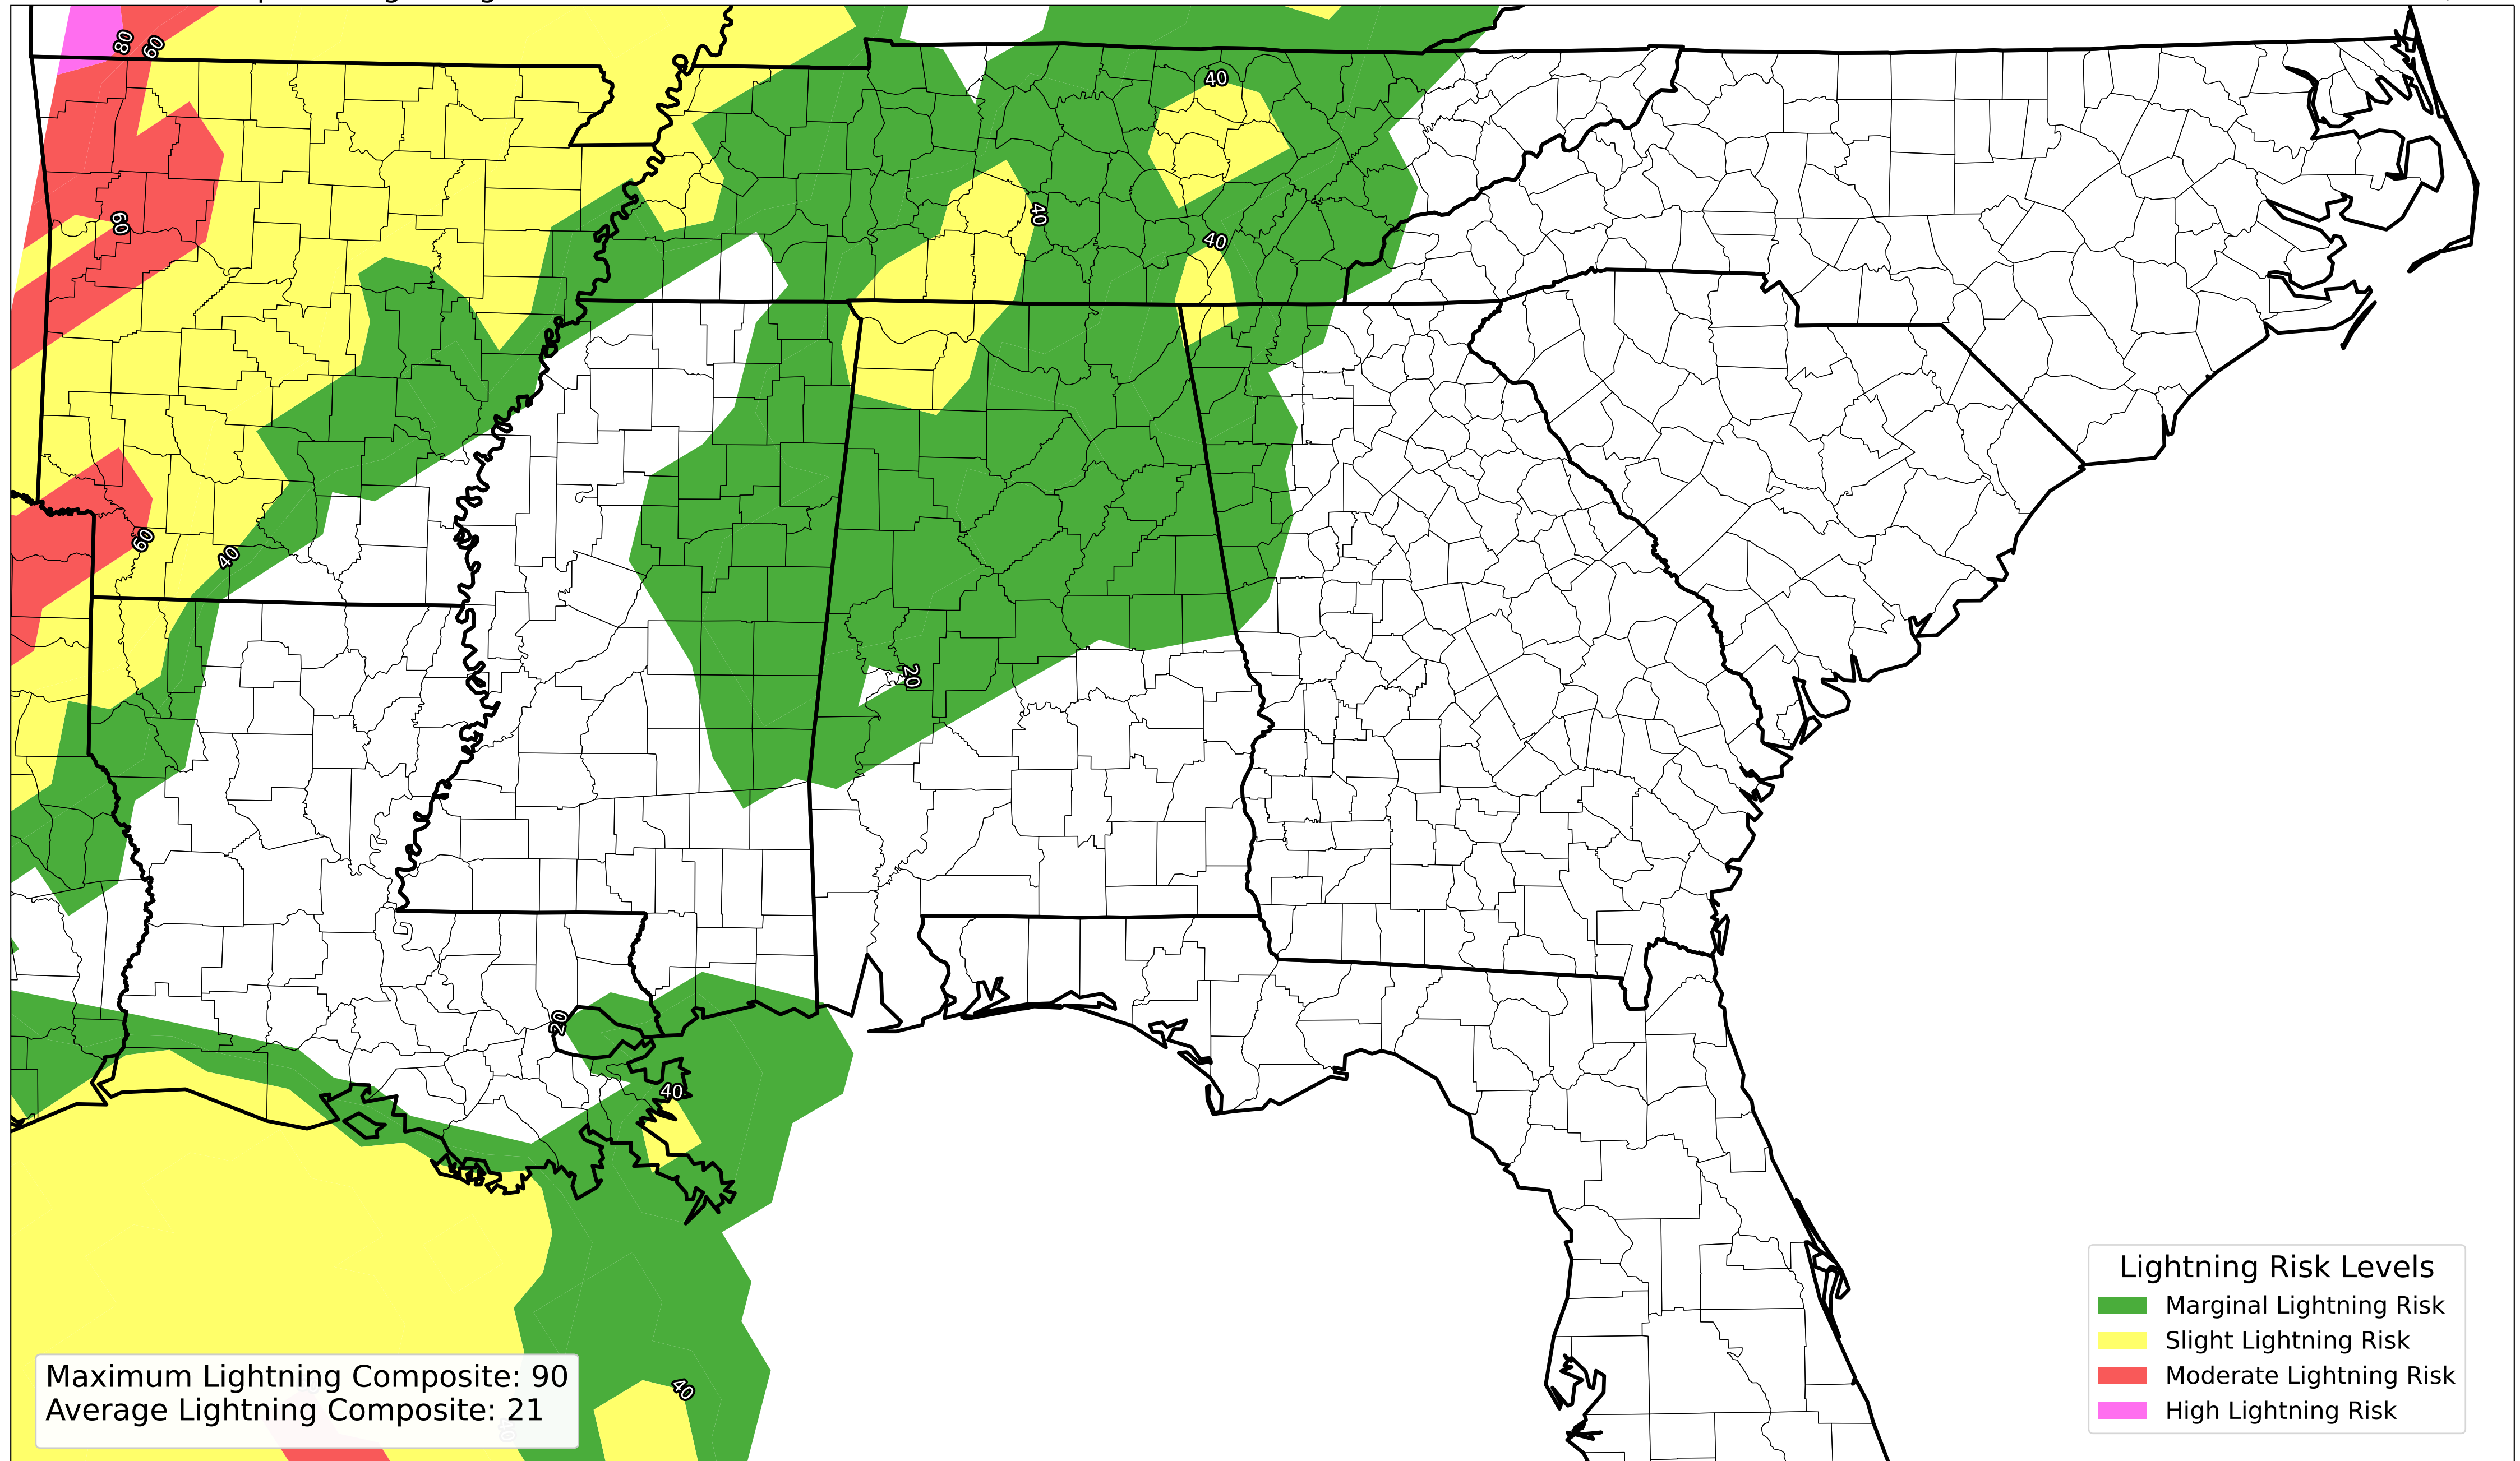 80
60
40
60
40
40
60
40
20
20
40
40
Maximum Lightning Composite: 90
Average Lightning Composite: 21
Lightning Risk Levels
Marginal Lightning Risk
Slight Lightning Risk
Moderate Lightning Risk
High Lightning Risk